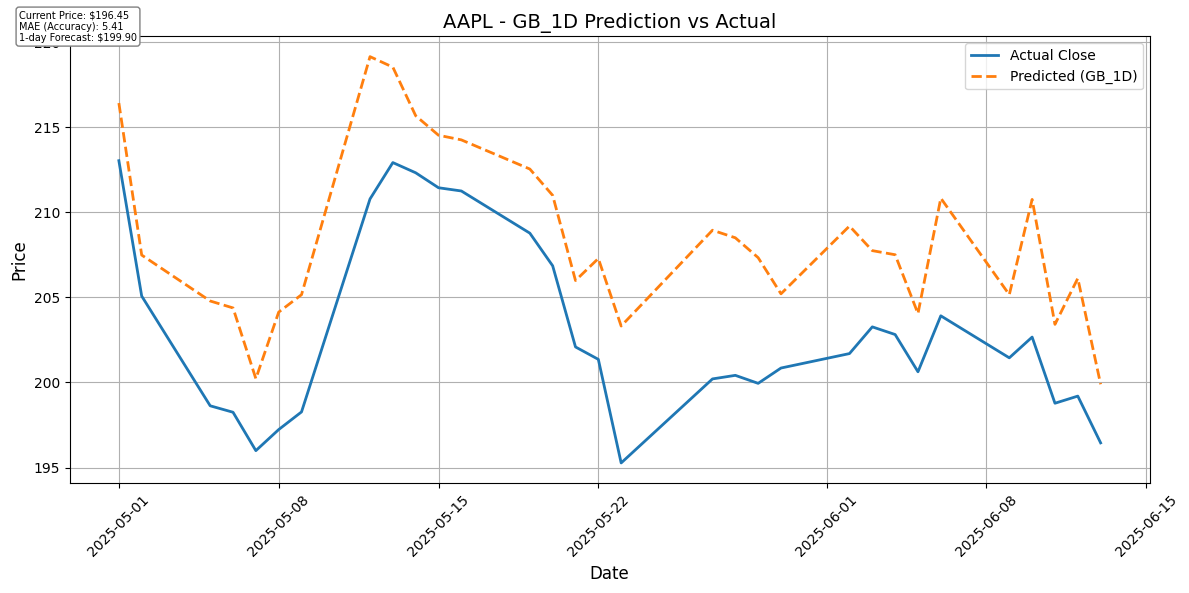 Current Price: $196.45
MAE (Accuracy): 5.41
1-day Forecast: $199.90
AAPL - GB_1D Prediction vs Actual
Actual Close
Predicted (GB_1D)
Price
215
210
205
200
195
2025-05-01
2025-05-08
2025-05-15
2025-05-22
2025-06-01
2025-06-08
2025-06-15
Date